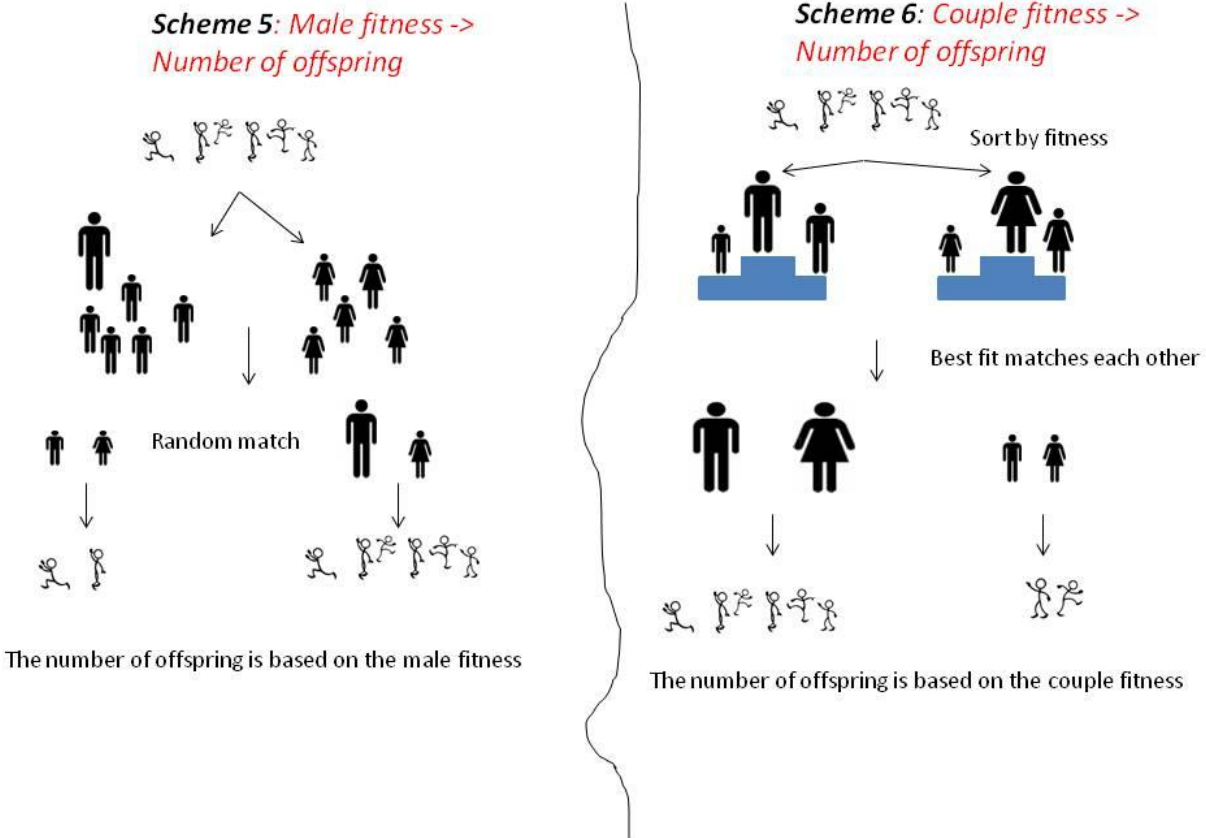 Scheme 5: Male fitness ->
Number of offspring
Random match
The number of offspring is based on the male fitness
Scheme 6: Couple fitness ->
Number of offspring
Sort by fitness
Best fit matches each other
The number of offspring is based on the couple fitness